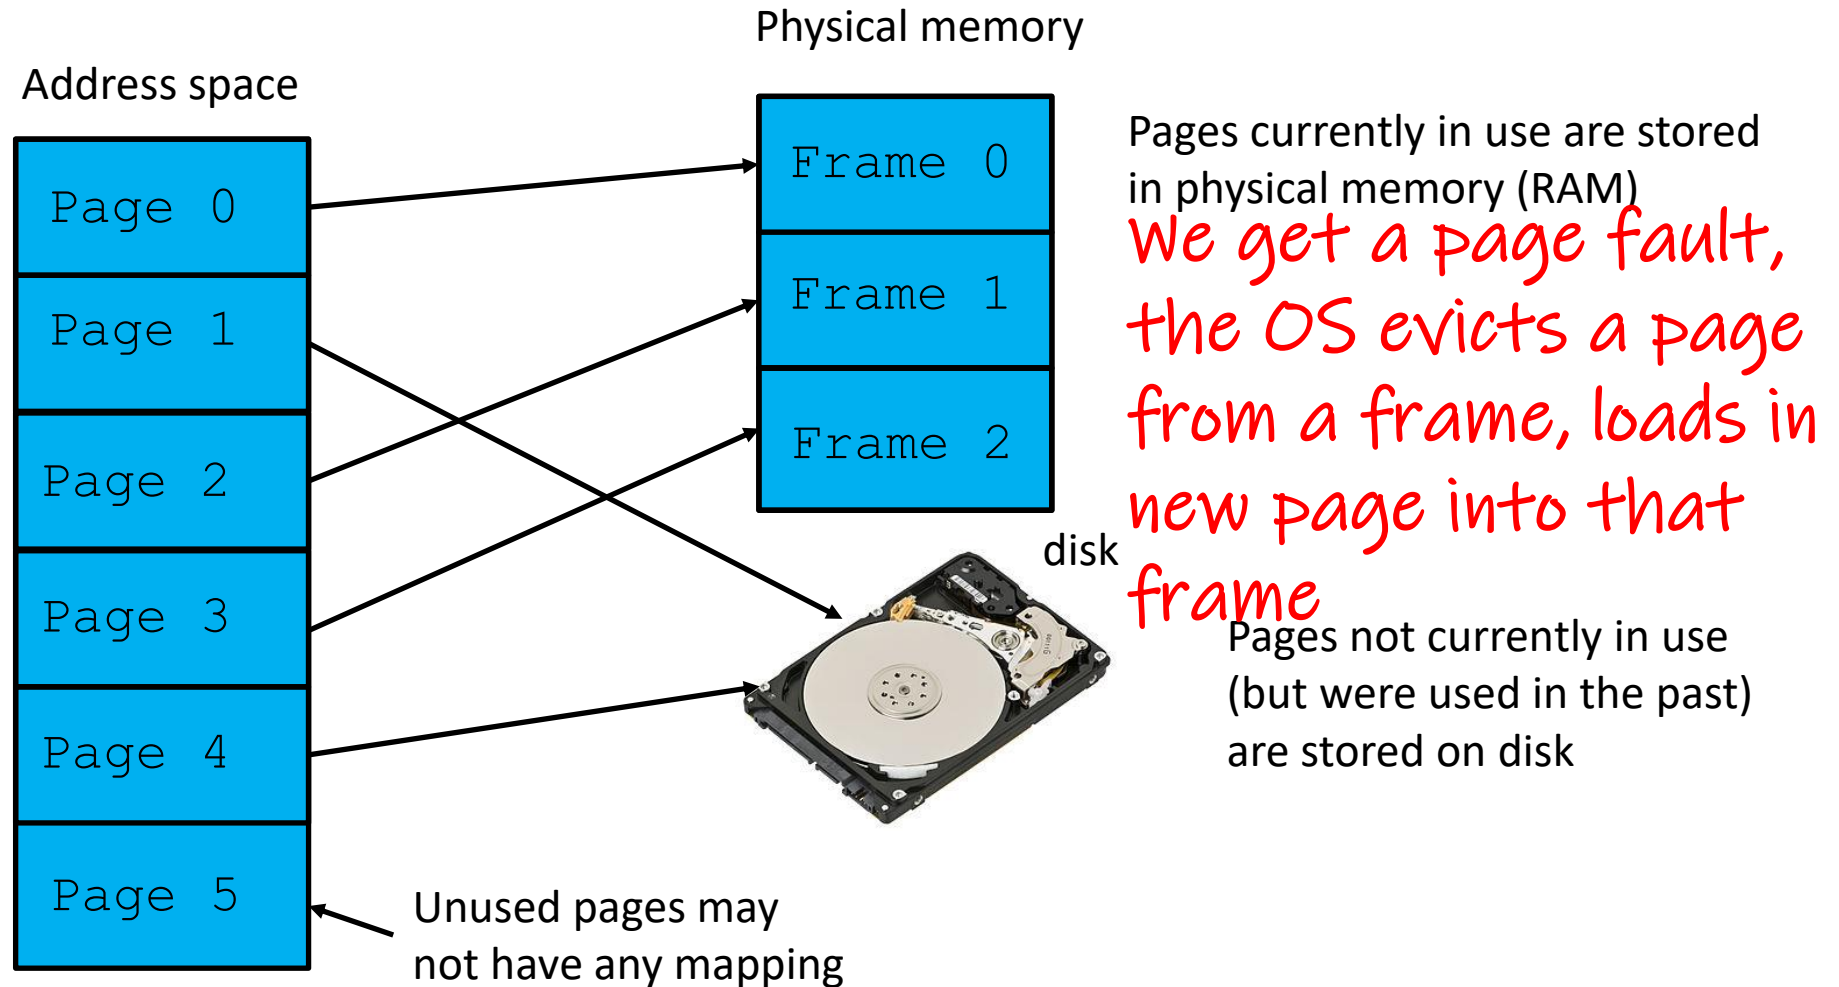 Physical memory
Address space
Page 0
Page 1
Page 2
Page 3
Page 4
Page 5
Frame 0
Frame 1
Frame 2
Pages currently in use are stored
in physical memory (RAM)
We get a page fault,
the OS evicts a page
from a frame, loads in
new page into that
frame
disk
Pages not currently in use
(but were used in the past)
are stored on disk
Unused pages may
not have any mapping